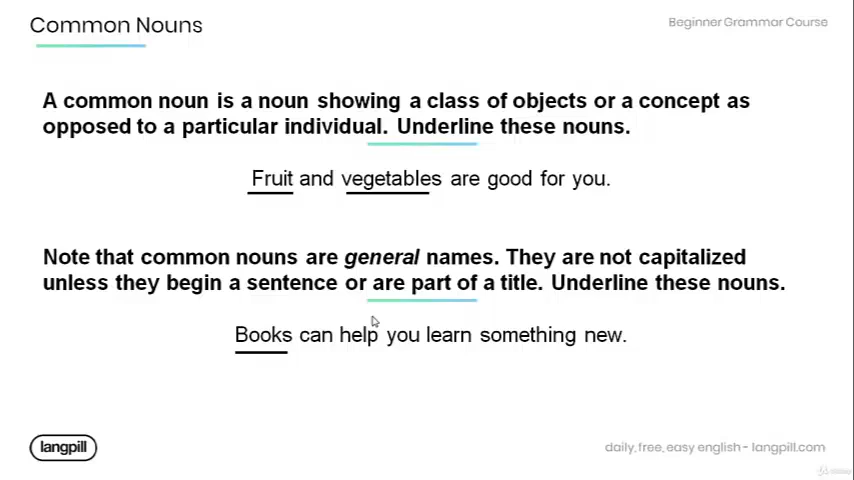 Common Nouns
Beginner Grammar Course
A common noun is a noun showing a class of objects or a concept as
opposed to a particular individual. Underline these nouns.
Fruit and vegetables are good for you.
Note that common nouns are general names. They are not capitalized
unless they begin a sentence or are part of a title. Underline these nouns.
Books can help you learn something new.
langpill
daily, free, easy english - langpill.com